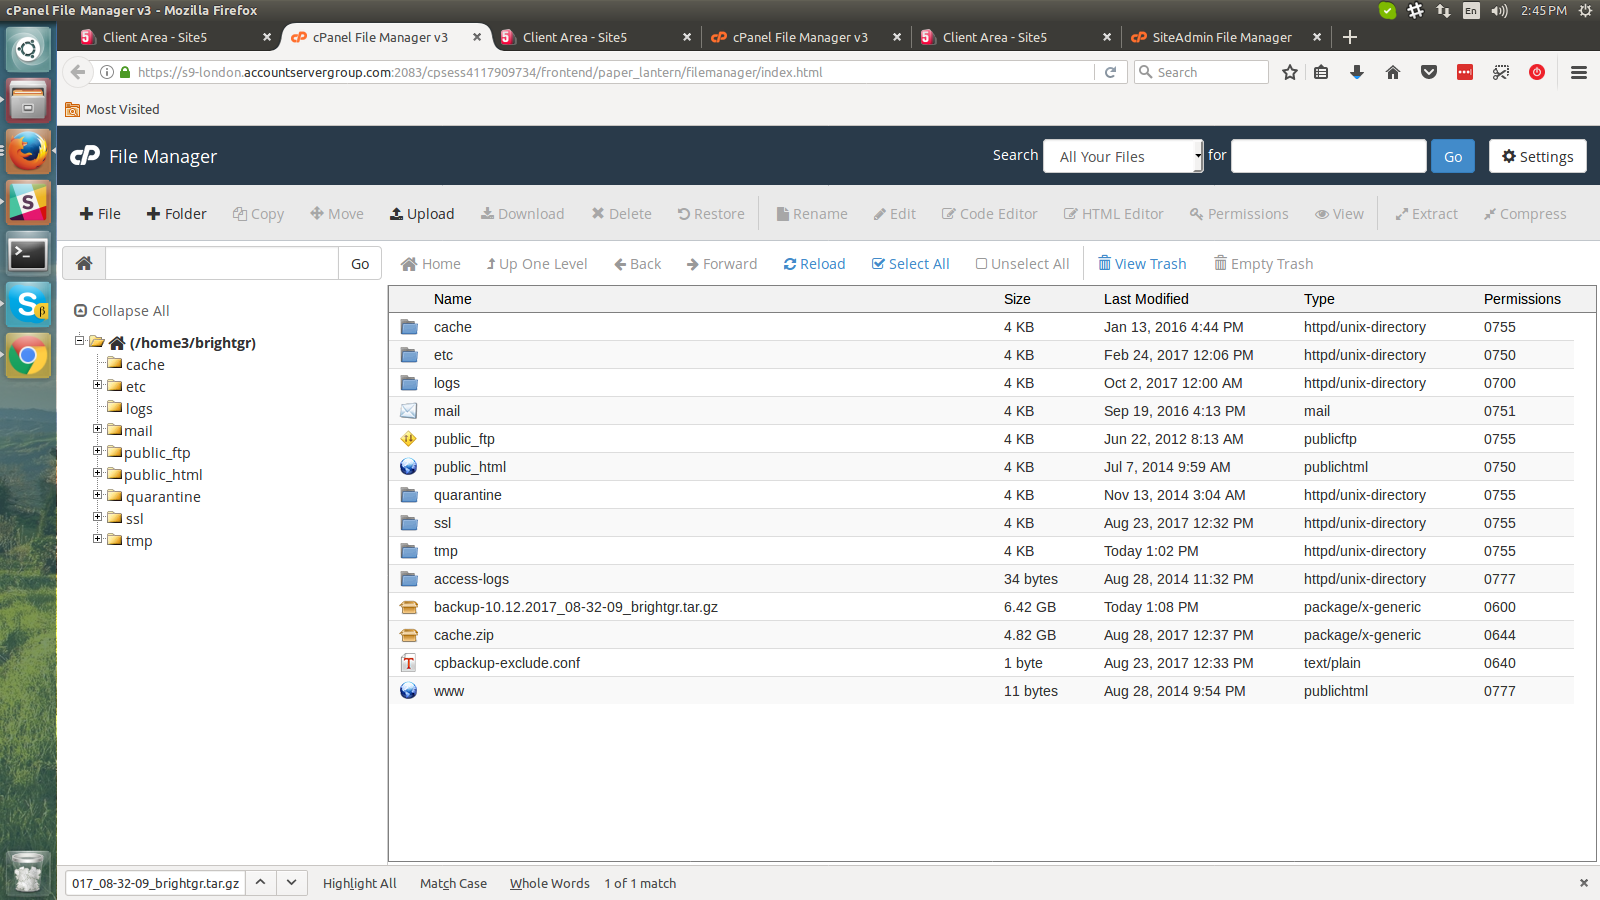 cPanel File Manager v3 - Mozilla Firefox
En
2:45 PM
Client Area - Site5
cPanel File Manager v3
Client Area - Site5
cPanel File Manager v3
Client Area - Site5
SiteAdmin File Manager
https://s9-london.accountservergroup.com:2083/cpsess4117909734/frontend/paper_lantern/filemanager/index.html
Search
Most Visited
cP File Manager
Search All Your Files for Go Settings
File Folder Copy Move Upload Download Delete Restore Rename Edit Code Editor HTML Editor Permissions View Extract Compress
Go Home Up One Level Back Forward Reload Select All Unselect All View Trash Empty Trash
Collapse All
(/home3/brightgr)
cache
etc
logs
mail
public_ftp
public_html
quarantine
ssl
tmp
Name Size Last Modified Type Permissions
cache 4 KB Jan 13, 2016 4:44 PM httpd/unix-directory 0755
etc 4 KB Feb 24, 2017 12:06 PM httpd/unix-directory 0750
logs 4 KB Oct 2, 2017 12:00 AM httpd/unix-directory 0700
mail 4 KB Sep 19, 2016 4:13 PM mail 0751
public_ftp 4 KB Jun 22, 2012 8:13 AM publicftp 0755
public_html 4 KB Jul 7, 2014 9:59 AM publichtml 0750
quarantine 4 KB Nov 13, 2014 3:04 AM httpd/unix-directory 0755
ssl 4 KB Aug 23, 2017 12:32 PM httpd/unix-directory 0755
tmp 4 KB Today 1:02 PM httpd/unix-directory 0755
access-logs 34 bytes Aug 28, 2014 11:32 PM httpd/unix-directory 0777
backup-10.12.2017_08-32-09_brightgr.tar.gz 6.42 GB Today 1:08 PM package/x-generic 0600
cache.zip 4.82 GB Aug 28, 2017 12:37 PM package/x-generic 0644
cpbackup-exclude.conf 1 byte Aug 23, 2017 12:33 PM text/plain 0640
www 11 bytes Aug 28, 2014 9:54 PM publichtml 0777
017_08-32-09_brightgr.tar.gz Highlight All Match Case Whole Words 1 of 1 match